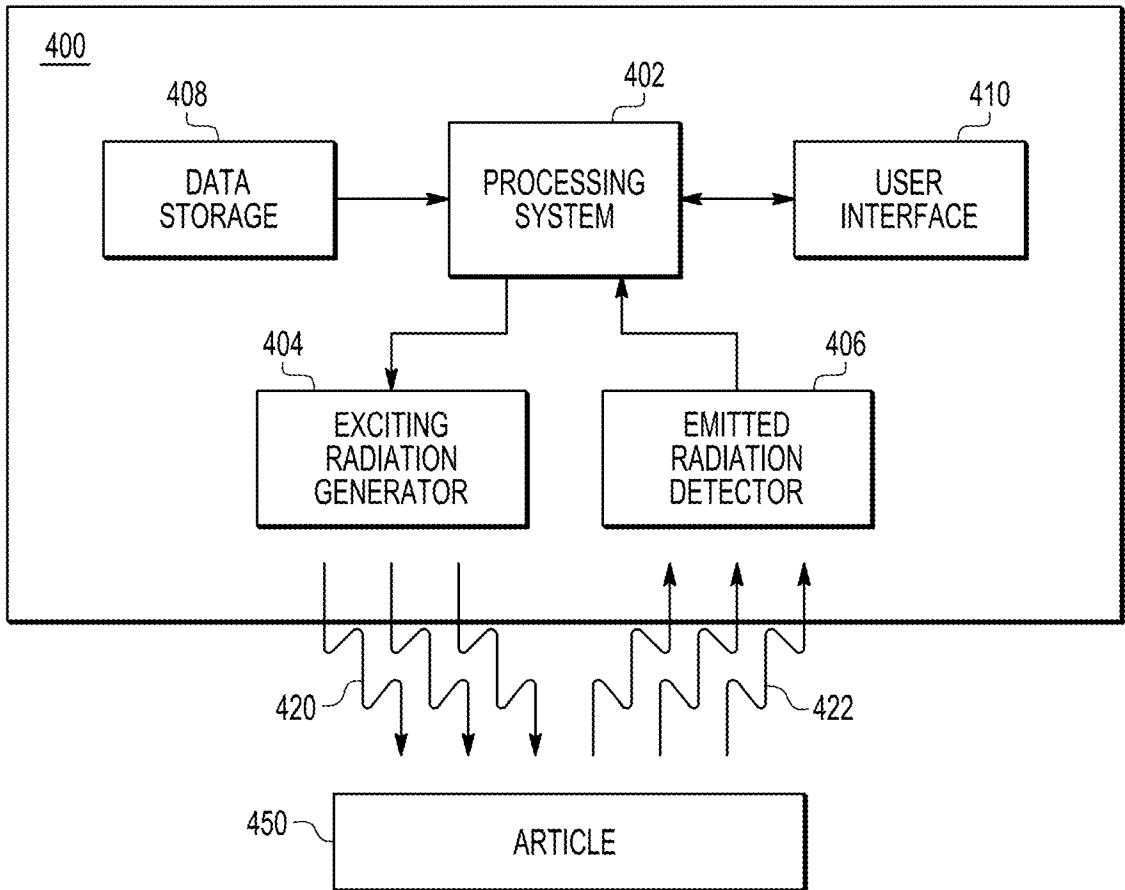 400
408
402
410
DATA
STORAGE
PROCESSING
SYSTEM
USER
INTERFACE
404
406
EXCITING
RADIATION
GENERATOR
EMITTED
RADIATION
DETECTOR
420
422
450
ARTICLE